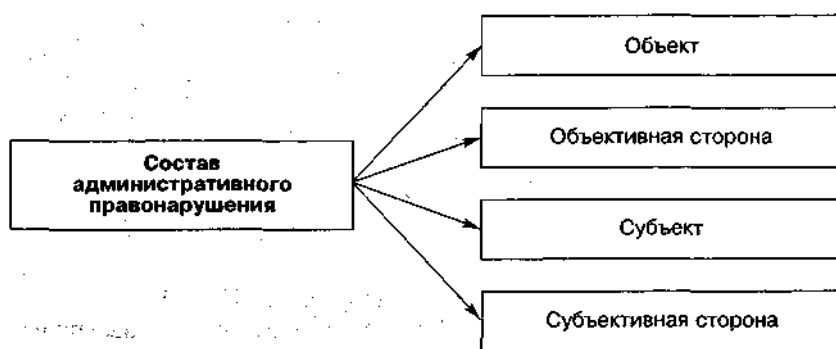 Состав
административного
правонарушения
Объект
Объективная сторона
Субъект
Субъективная сторона